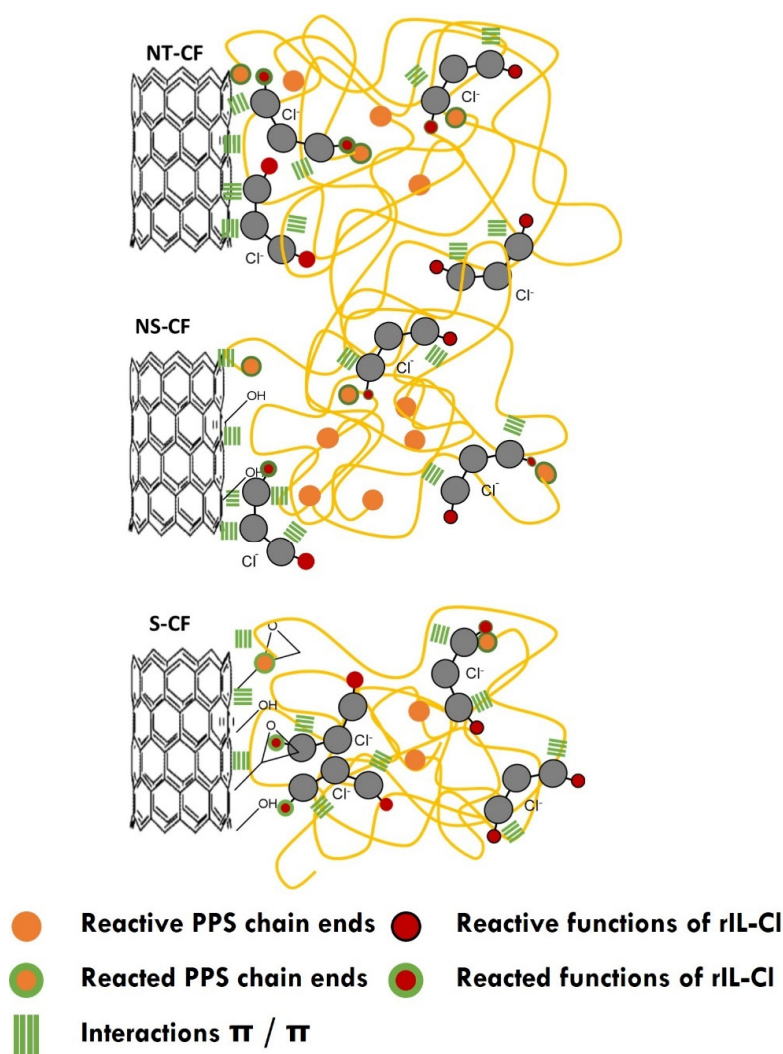 NT-CF
Cl⁻
Cl⁻
Cl⁻
Cl⁻
NS-CF
OH
OH
Cl⁻
Cl⁻
Cl⁻
S-CF
O
OH
O
OH
Cl⁻
Cl⁻
Cl⁻
Cl⁻
Reactive PPS chain ends
Reactive functions of rIL-Cl
Reacted PPS chain ends
Reacted functions of rIL-Cl
Interactions π / π